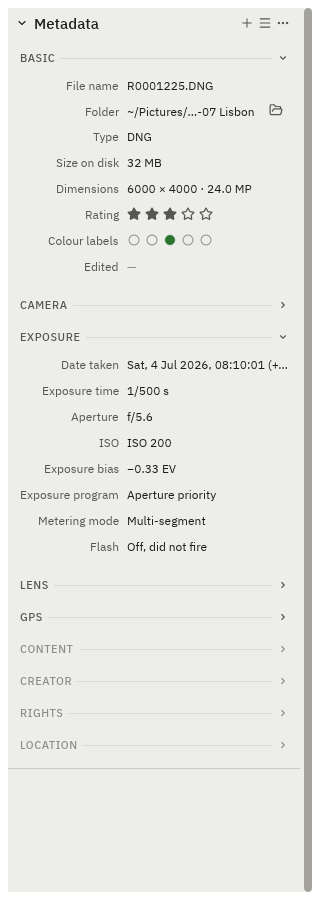 Metadata
BASIC
File name R0001225.DNG
Folder ~/Pictures/...-07 Lisbon
Type DNG
Size on disk 32 MB
Dimensions 6000 × 4000 · 24.0 MP
Rating
Colour labels
Edited —
CAMERA
EXPOSURE
Date taken Sat, 4 Jul 2026, 08:10:01 (+...
Exposure time 1/500 s
Aperture f/5.6
ISO ISO 200
Exposure bias −0.33 EV
Exposure program Aperture priority
Metering mode Multi-segment
Flash Off, did not fire
LENS
GPS
CONTENT
CREATOR
RIGHTS
LOCATION